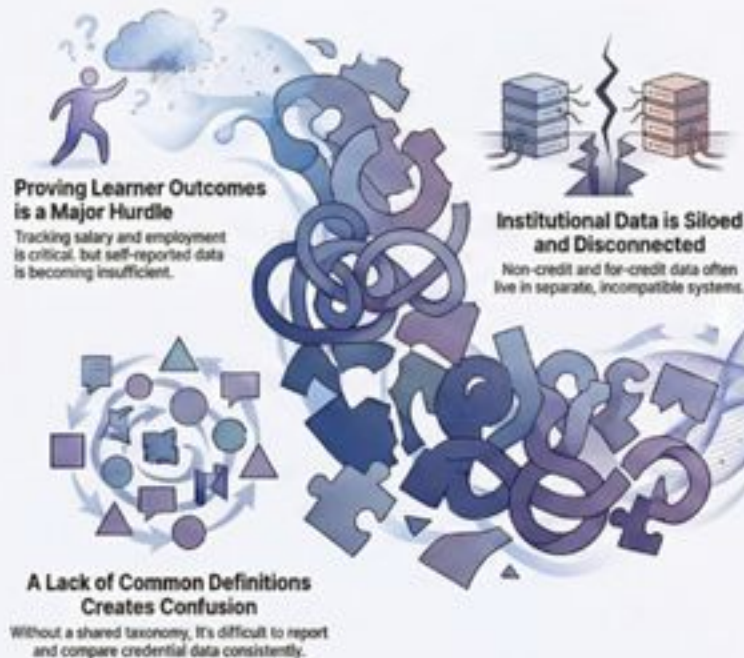 Proving Learner Outcomes
is a Major Hurdle
Tracking salary and employment
is critical, but self-reported data
is becoming insufficient.
Institutional Data is Siloed
and Disconnected
Non-credit and for-credit data often
live in separate, incompatible systems.
A Lack of Common Definitions
Creates Confusion
Without a shared taxonomy, it's difficult to report
and compare credential data consistently.